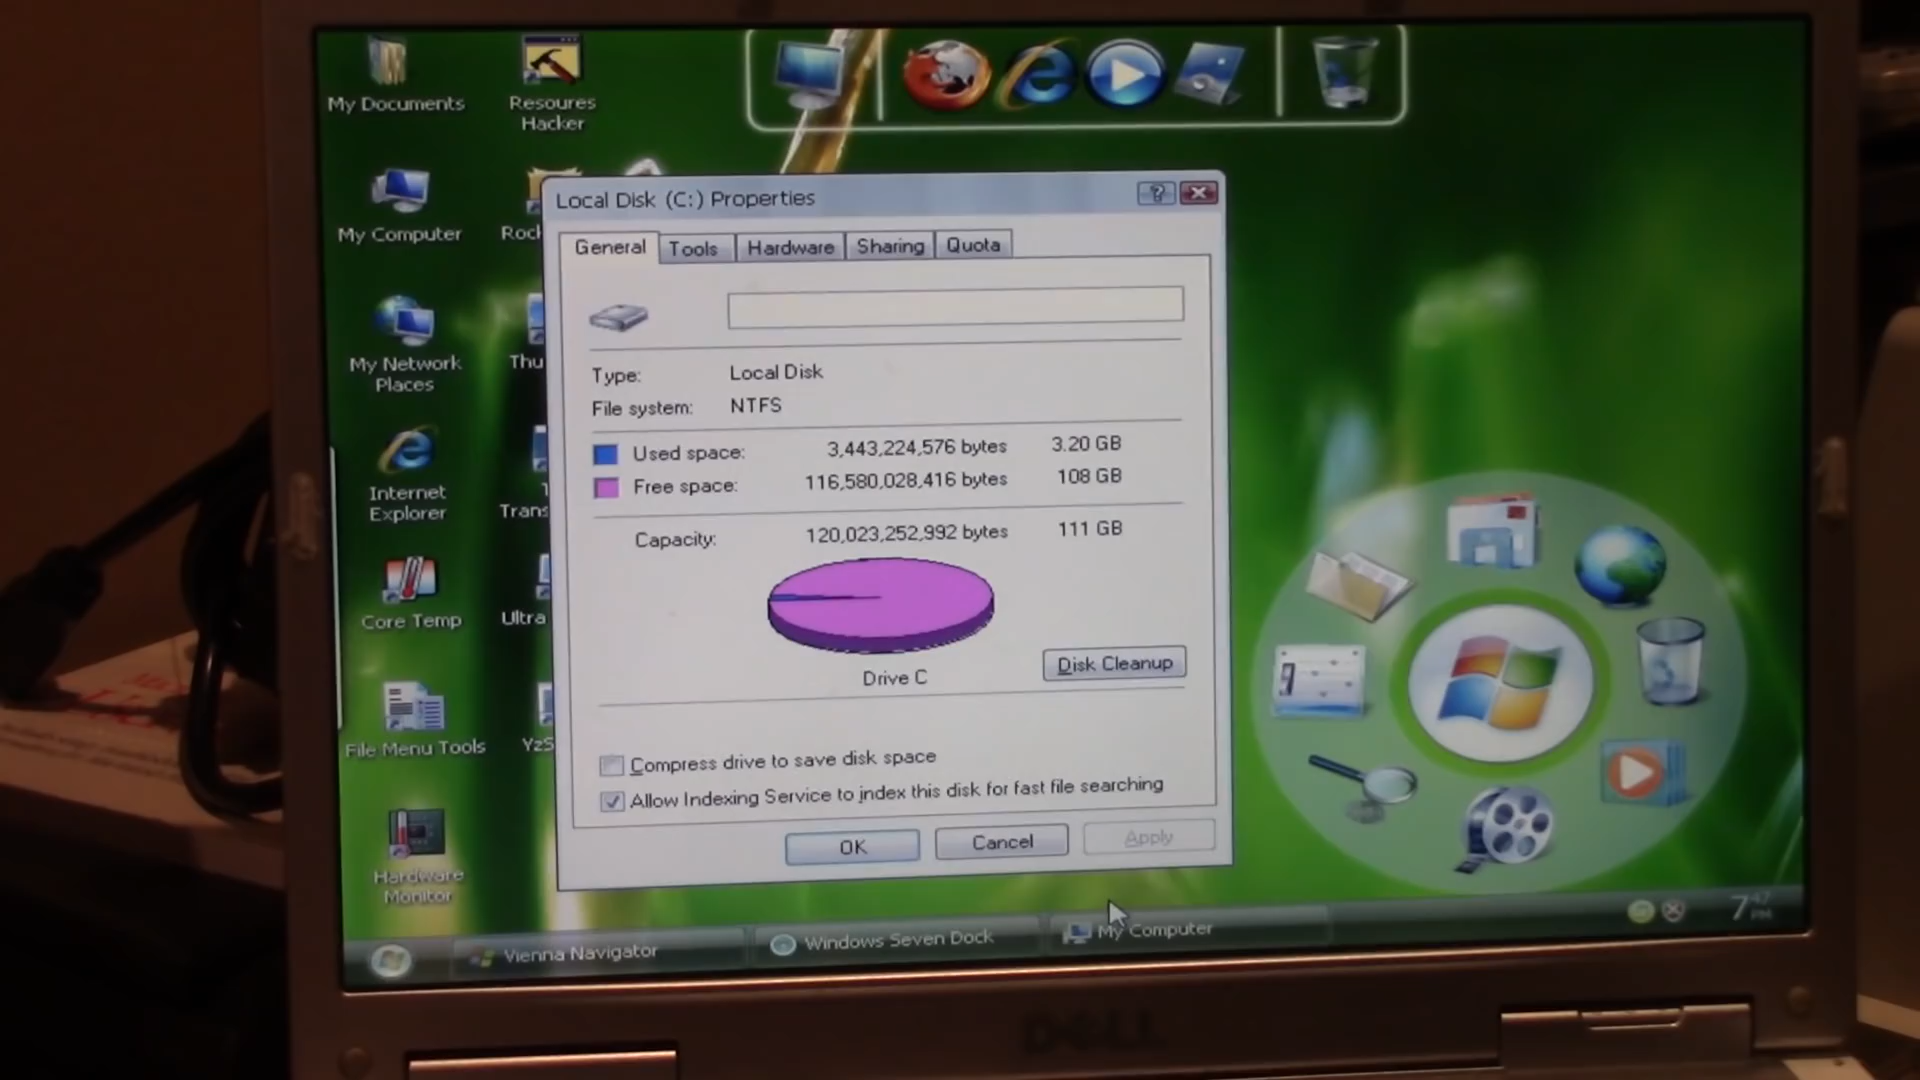 My Documents
Resoures
Hacker
My Computer
Rock
My Network
Places
Thu
Internet
Explorer
Trans
Core Temp
Ultra
File Menu Tools
YzS
Hardware
Monitor
Local Disk (C:) Properties
General
Tools
Hardware
Sharing
Quota
Type:
Local Disk
File system:
NTFS
Used space:
3,443,224,576 bytes
3.20 GB
Free space:
116,580,028,416 bytes
108 GB
Capacity:
120,023,252,992 bytes
111 GB
Drive C
Disk Cleanup
Compress drive to save disk space
Allow Indexing Service to index this disk for fast file searching
OK
Cancel
Apply
Vienna Navigator
Windows Seven Dock
My Computer
7 47
PM
DELL